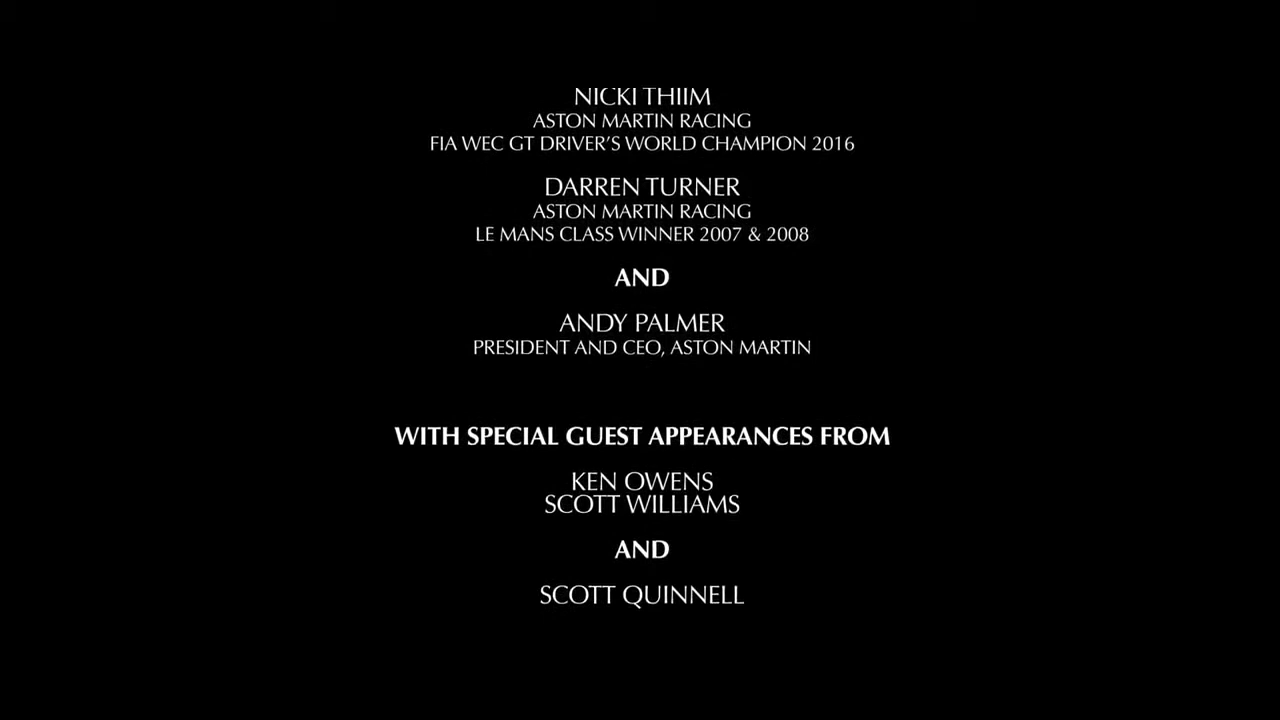 NICKI THIIM
ASTON MARTIN RACING
FIA WEC GT DRIVER'S WORLD CHAMPION 2016
DARREN TURNER
ASTON MARTIN RACING
LE MANS CLASS WINNER 2007 & 2008
AND
ANDY PALMER
PRESIDENT AND CEO, ASTON MARTIN
WITH SPECIAL GUEST APPEARANCES FROM
KEN OWENS
SCOTT WILLIAMS
AND
SCOTT QUINNELL